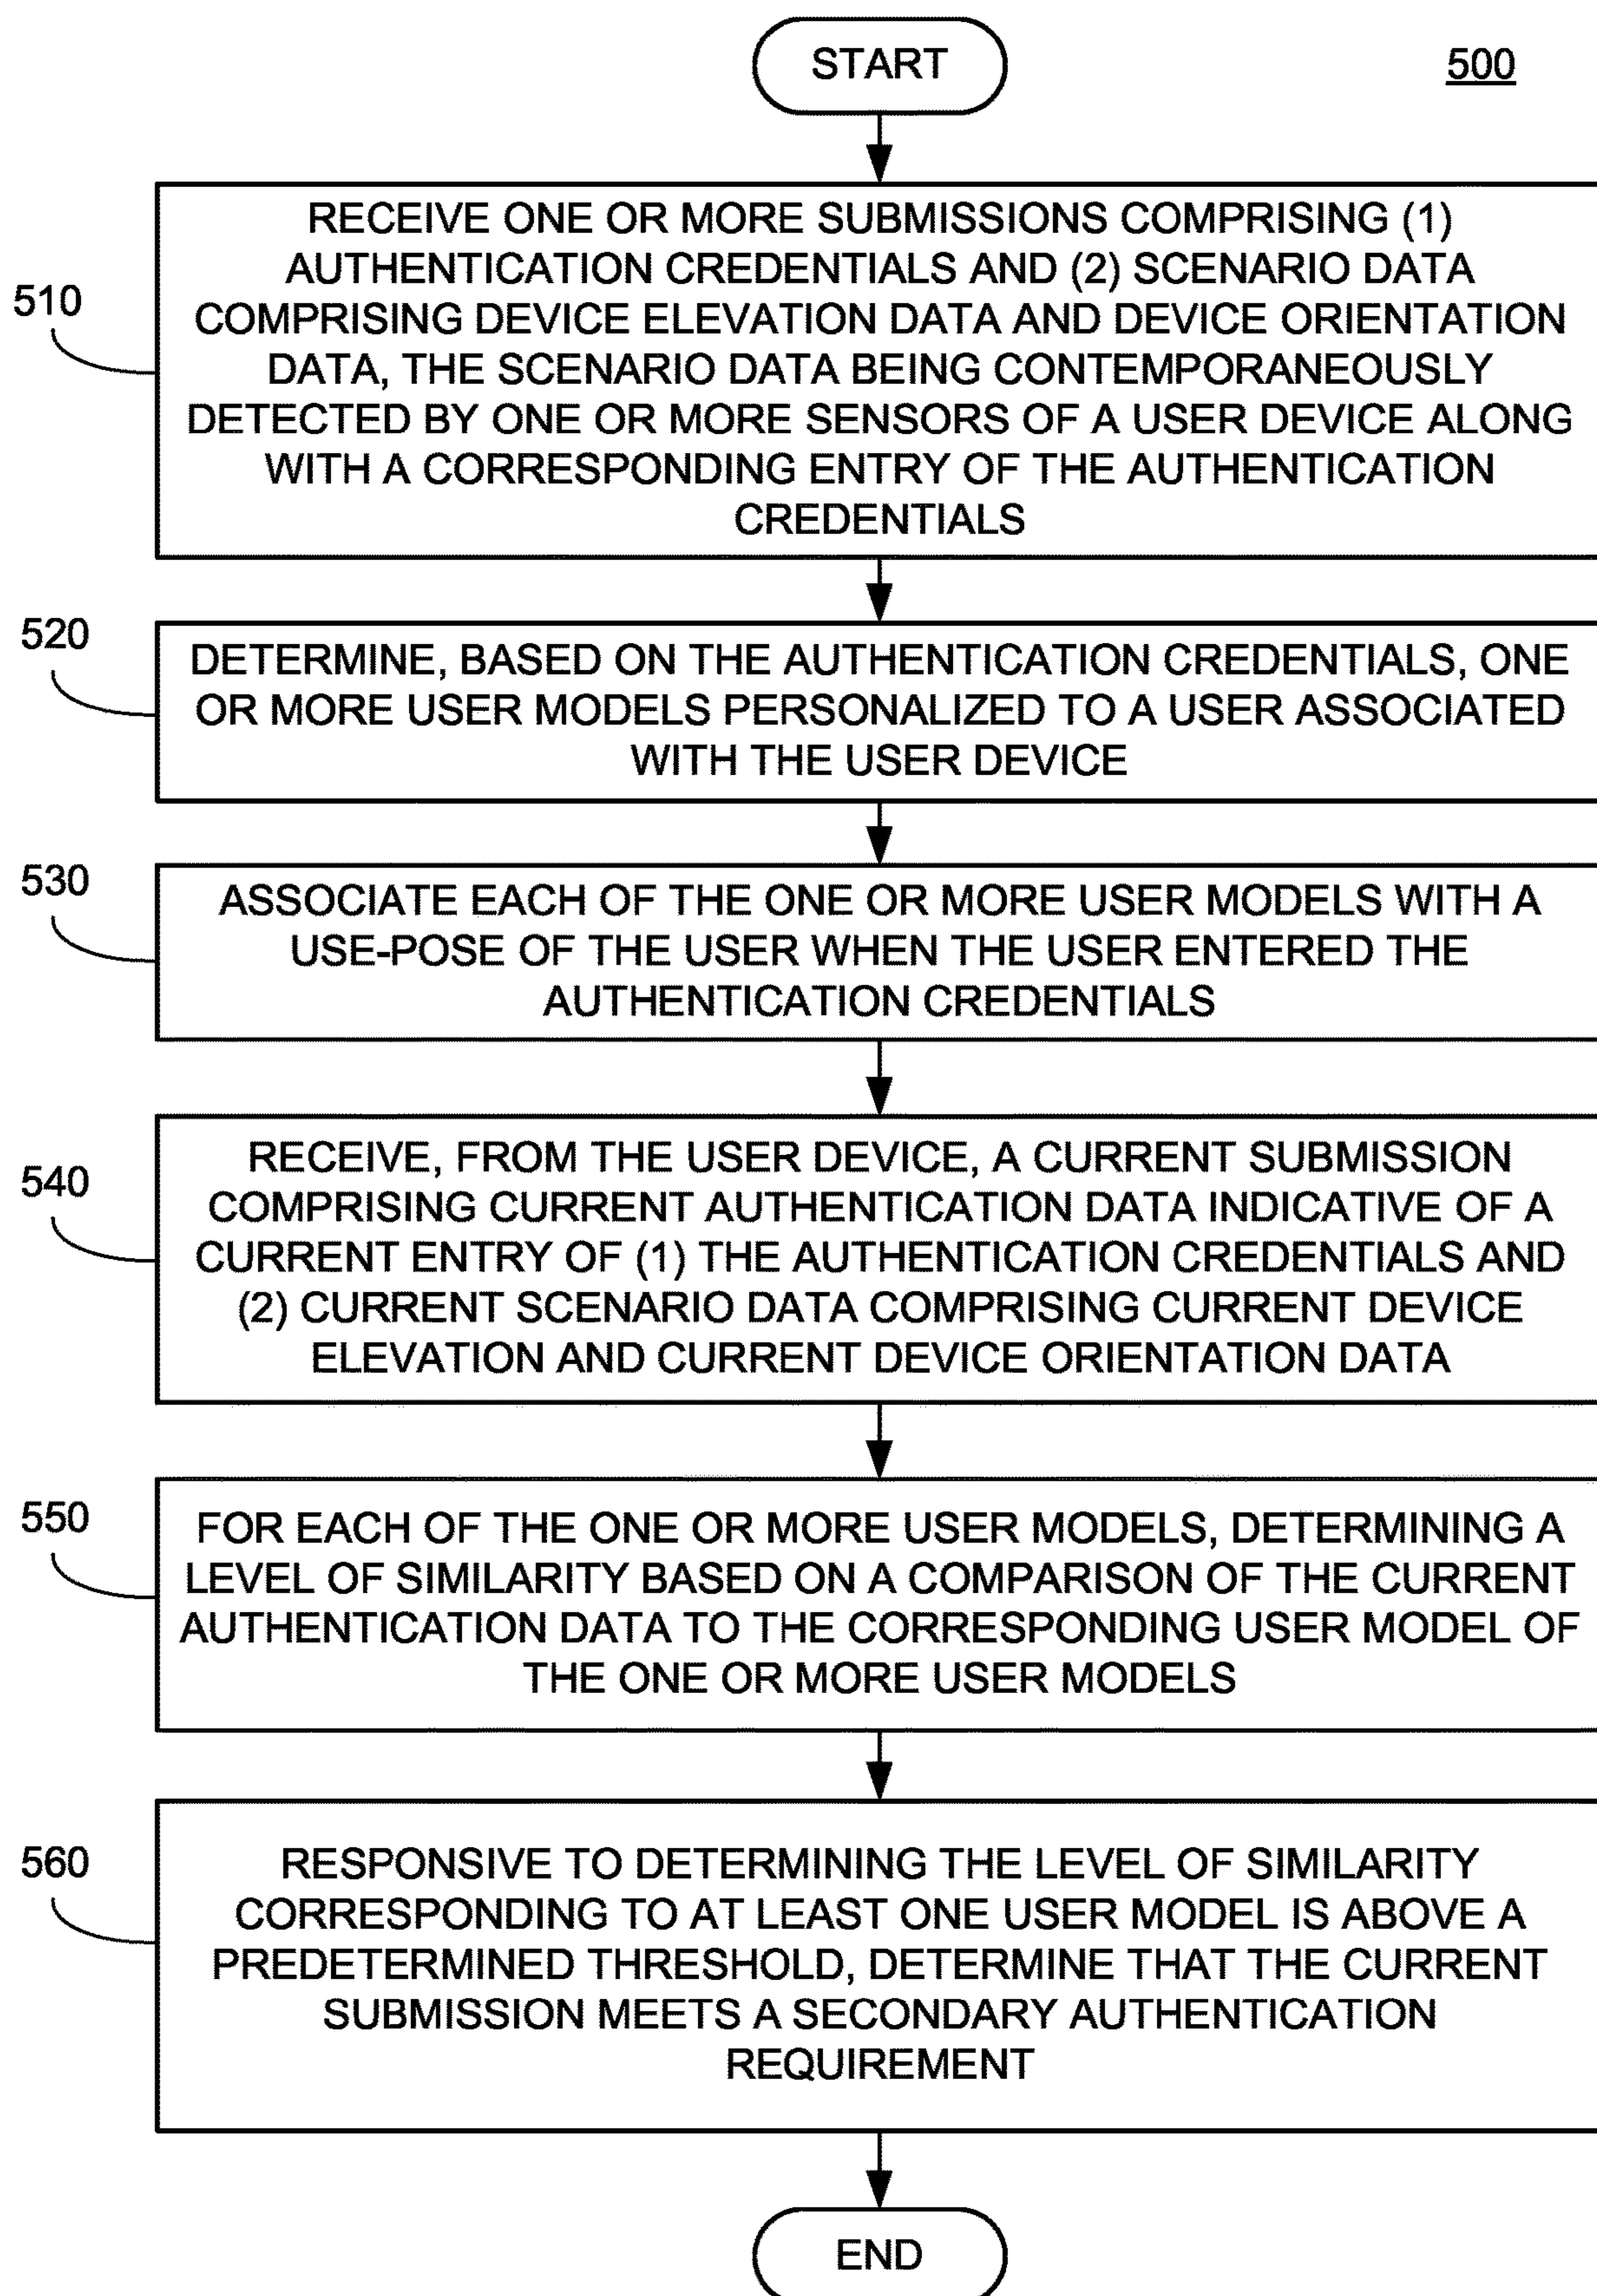 START
500
510
RECEIVE ONE OR MORE SUBMISSIONS COMPRISING (1)
AUTHENTICATION CREDENTIALS AND (2) SCENARIO DATA
COMPRISING DEVICE ELEVATION DATA AND DEVICE ORIENTATION
DATA, THE SCENARIO DATA BEING CONTEMPORANEOUSLY
DETECTED BY ONE OR MORE SENSORS OF A USER DEVICE ALONG
WITH A CORRESPONDING ENTRY OF THE AUTHENTICATION
CREDENTIALS
520
DETERMINE, BASED ON THE AUTHENTICATION CREDENTIALS, ONE
OR MORE USER MODELS PERSONALIZED TO A USER ASSOCIATED
WITH THE USER DEVICE
530
ASSOCIATE EACH OF THE ONE OR MORE USER MODELS WITH A
USE-POSE OF THE USER WHEN THE USER ENTERED THE
AUTHENTICATION CREDENTIALS
540
RECEIVE, FROM THE USER DEVICE, A CURRENT SUBMISSION
COMPRISING CURRENT AUTHENTICATION DATA INDICATIVE OF A
CURRENT ENTRY OF (1) THE AUTHENTICATION CREDENTIALS AND
(2) CURRENT SCENARIO DATA COMPRISING CURRENT DEVICE
ELEVATION AND CURRENT DEVICE ORIENTATION DATA
550
FOR EACH OF THE ONE OR MORE USER MODELS, DETERMINING A
LEVEL OF SIMILARITY BASED ON A COMPARISON OF THE CURRENT
AUTHENTICATION DATA TO THE CORRESPONDING USER MODEL OF
THE ONE OR MORE USER MODELS
560
RESPONSIVE TO DETERMINING THE LEVEL OF SIMILARITY
CORRESPONDING TO AT LEAST ONE USER MODEL IS ABOVE A
PREDETERMINED THRESHOLD, DETERMINE THAT THE CURRENT
SUBMISSION MEETS A SECONDARY AUTHENTICATION
REQUIREMENT
END